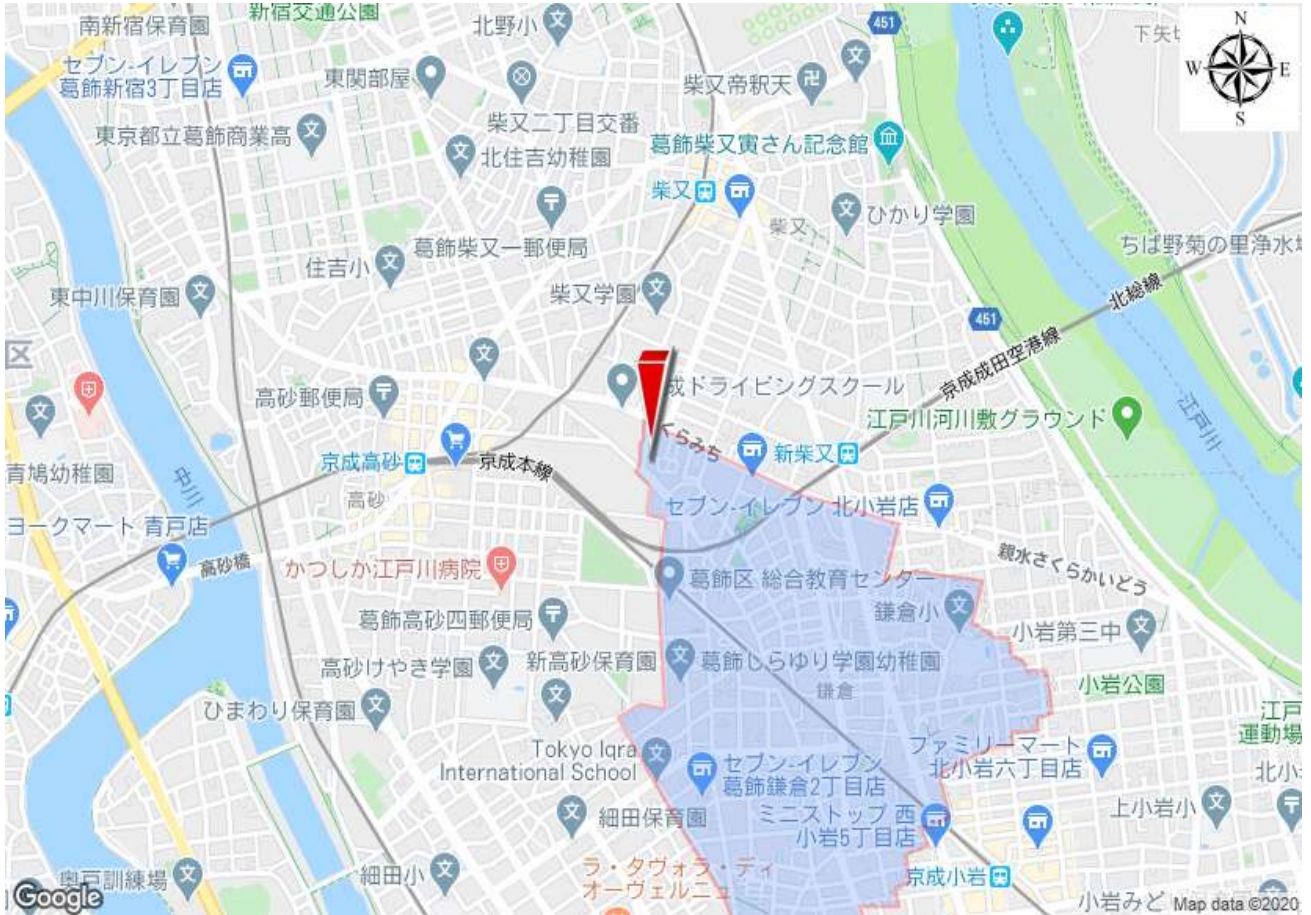 新宿交通公園
南新宿保育園
北野小
451
N
W
E
S
セブン-イレブン
葛飾新宿3丁目店
東関部屋
柴又帝釈天
東京都立葛飾商業高
柴又二丁目交番
北住吉幼稚園
葛飾柴又寅さん記念館
柴又
ひかり学園
柴又
葛飾柴又一郵便局
住吉小
東中川保育園
柴又学園
北総線
451
区
京成成田空港線
成ドライビングスクール
高砂郵便局
くらみち
江戸川河川敷グラウンド
江戸川
新柴又
京成高砂
京成本線
青鳩幼稚園
中川
高砂
セブン-イレブン 北小岩店
ヨークマート 青戸店
高砂橋
かつしか江戸川病院
親水さくらかいどう
葛飾区 総合教育センター
鎌倉小
葛飾高砂四郵便局
小岩第三中
高砂けやき学園
新高砂保育園
葛飾しらゆり学園幼稚園
鎌倉
小岩公園
ひまわり保育園
江戸
運動場
Tokyo Iqra
International School
セブン-イレブン
葛飾鎌倉2丁目店
ファミリーマート
北小岩六丁目店
細田保育園
ミニストップ 西
小岩5丁目店
上小岩小
奥戸訓練場
細田小
ラ・タヴォラ・ディ
オーヴェルニュ
京成小岩
Google
小岩みど
Map data ©2020